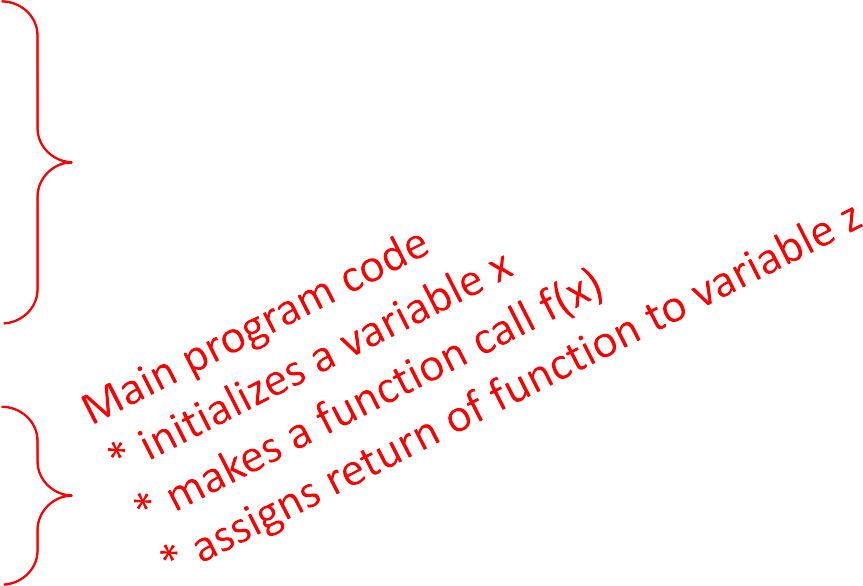 Main program code
* initializes a variable x
* makes a function call f(x)
* assigns return of function to variable z